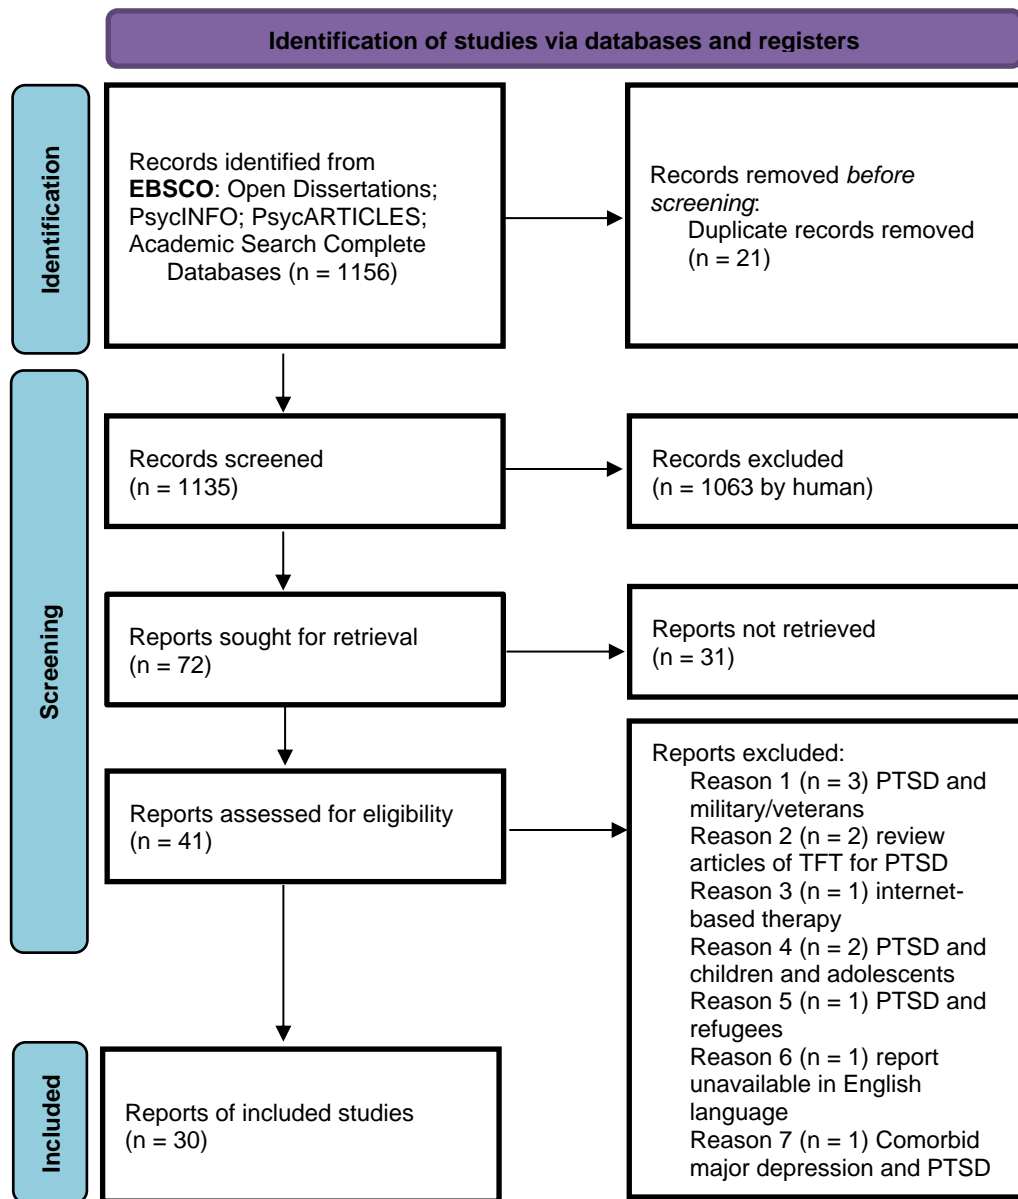 Identification of studies via databases and registers
Identification
Records identified from
EBSCO: Open Dissertations;
PsycINFO; PsycARTICLES;
Academic Search Complete
Databases (n = 1156)
Records removed before
screening:
Duplicate records removed
(n = 21)
Screening
Records screened
(n = 1135)
Records excluded
(n = 1063 by human)
Reports sought for retrieval
(n = 72)
Reports not retrieved
(n = 31)
Reports assessed for eligibility
(n = 41)
Reports excluded:
Reason 1 (n = 3) PTSD and
military/veterans
Reason 2 (n = 2) review
articles of TFT for PTSD
Reason 3 (n = 1) internet-
based therapy
Reason 4 (n = 2) PTSD and
children and adolescents
Reason 5 (n = 1) PTSD and
refugees
Reason 6 (n = 1) report
unavailable in English
language
Reason 7 (n = 1) Comorbid
major depression and PTSD
Included
Reports of included studies
(n = 30)